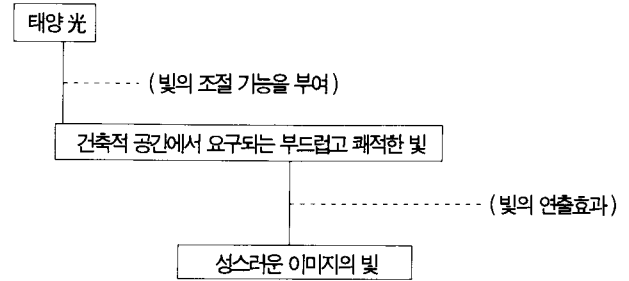 태양 光
(빛의 조절 기능을 부여)
건축적 공간에서 요구되는 부드럽고 쾌적한 빛
(빛의 연출효과)
성스러운 이미지의 빛